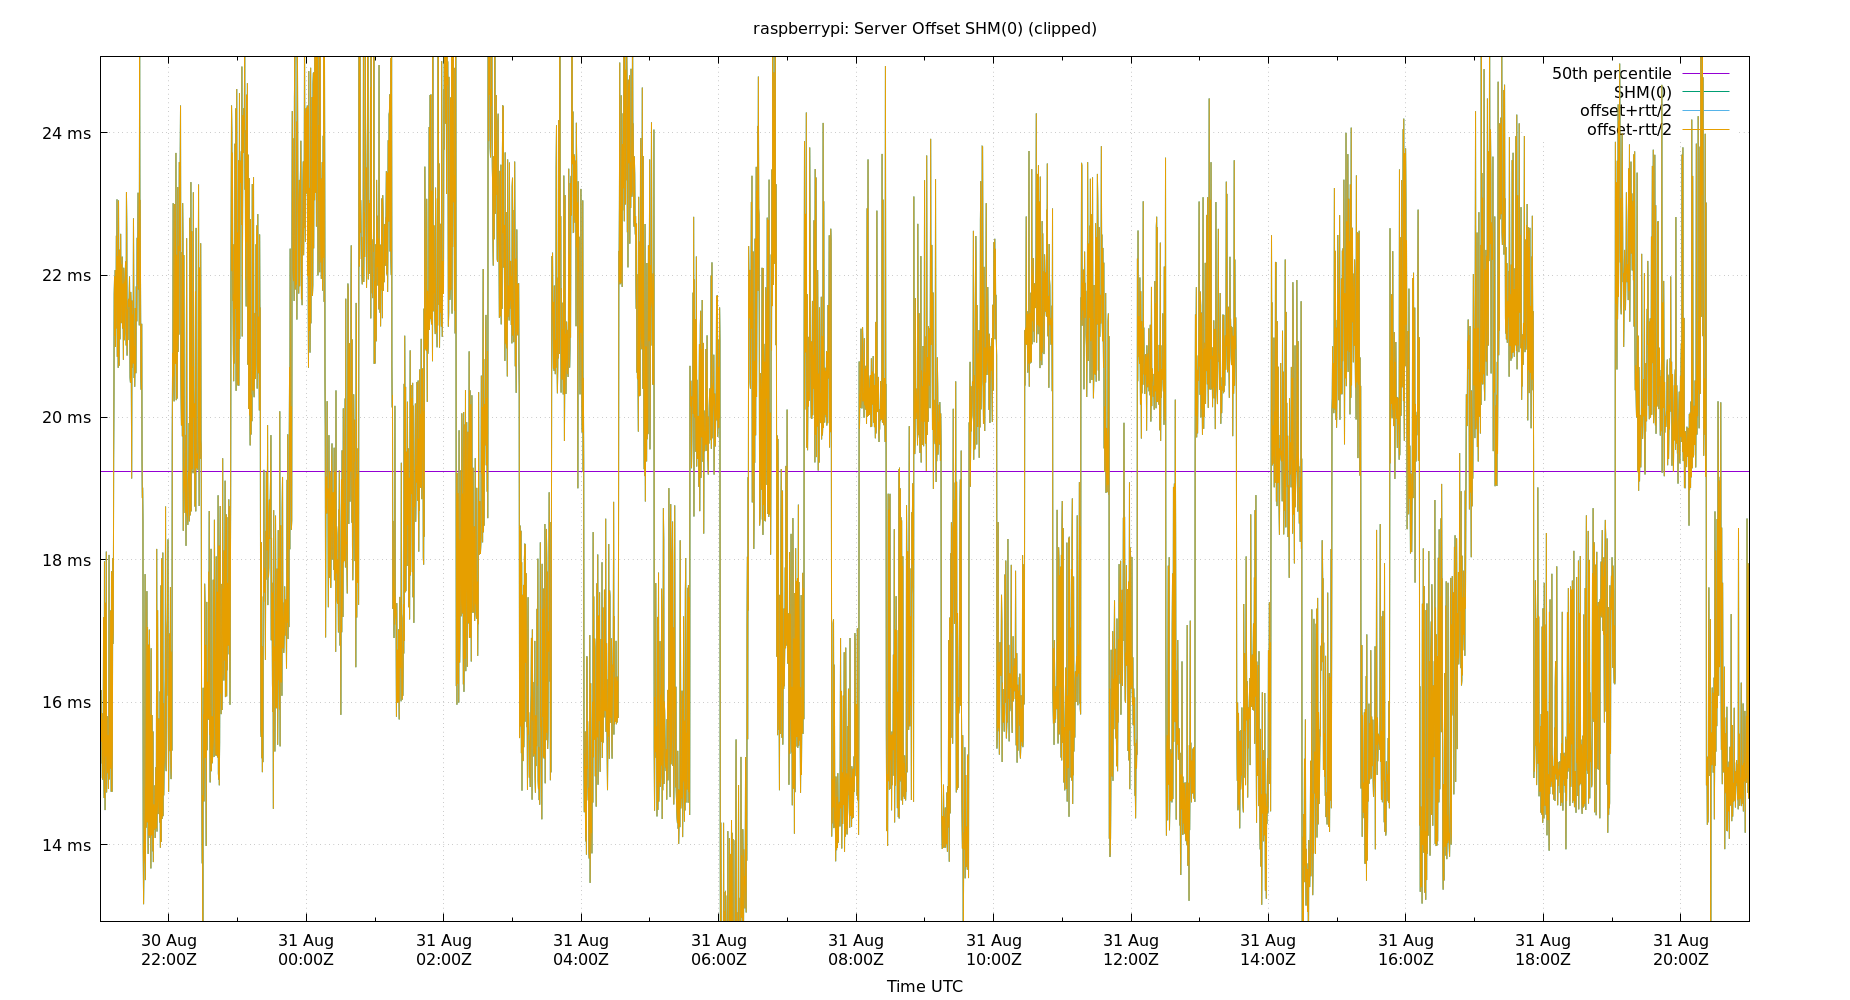 raspberrypi: Server Offset SHM(0) (clipped)
50th percentile
SHM(0)
offset+rtt/2
offset-rtt/2
24 ms
22 ms
20 ms
18 ms
16 ms
14 ms
30 Aug 31 Aug 31 Aug 31 Aug 31 Aug 31 Aug 31 Aug 31 Aug 31 Aug 31 Aug 31 Aug 31 Aug
22:00Z 00:00Z 02:00Z 04:00Z 06:00Z 08:00Z 10:00Z 12:00Z 14:00Z 16:00Z 18:00Z 20:00Z
Time UTC